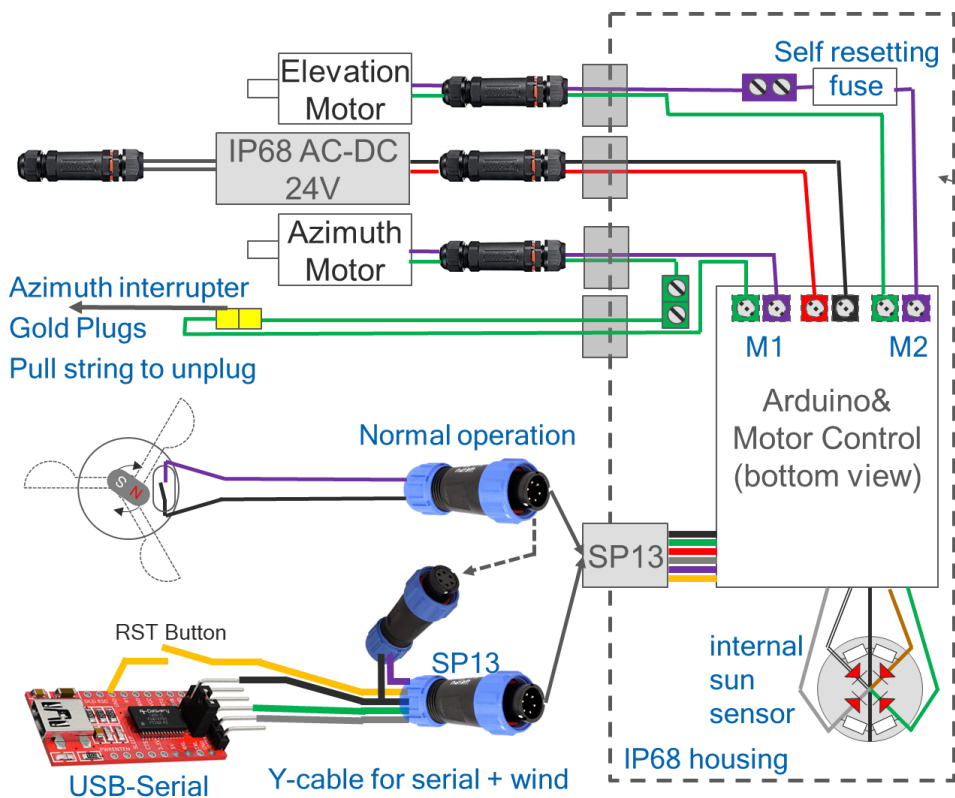 Elevation
Motor
Self resetting
fuse
IP68 AC-DC
24V
Azimuth
Motor
Azimuth interrupter
Gold Plugs
Pull string to unplug
M1
M2
Arduino&
Motor Control
(bottom view)
Normal operation
S
N
SP13
RST Button
SP13
internal
sun
sensor
IP68 housing
USB-Serial
Y-cable for serial + wind